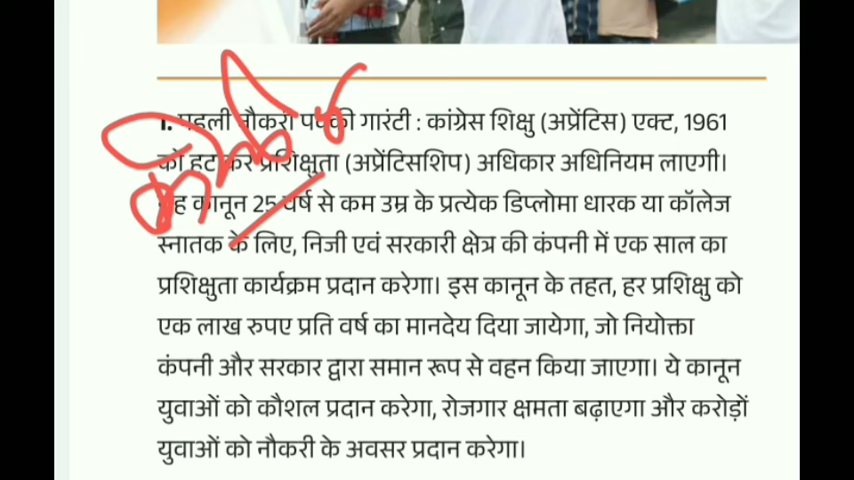 1. पहली नौकरी पक्की गारंटी : कांग्रेस शिक्षु (अप्रेंटिस) एक्ट, 1961
को हटाकर प्रशिक्षुता (अप्रेंटिसशिप) अधिकार अधिनियम लाएगी।
यह कानून 25 वर्ष से कम उम्र के प्रत्येक डिप्लोमा धारक या कॉलेज
स्नातक के लिए, निजी एवं सरकारी क्षेत्र की कंपनी में एक साल का
प्रशिक्षुता कार्यक्रम प्रदान करेगा। इस कानून के तहत, हर प्रशिक्षु को
एक लाख रुपए प्रति वर्ष का मानदेय दिया जायेगा, जो नियोक्ता
कंपनी और सरकार द्वारा समान रूप से वहन किया जाएगा। ये कानून
युवाओं को कौशल प्रदान करेगा, रोजगार क्षमता बढ़ाएगा और करोड़ों
युवाओं को नौकरी के अवसर प्रदान करेगा।